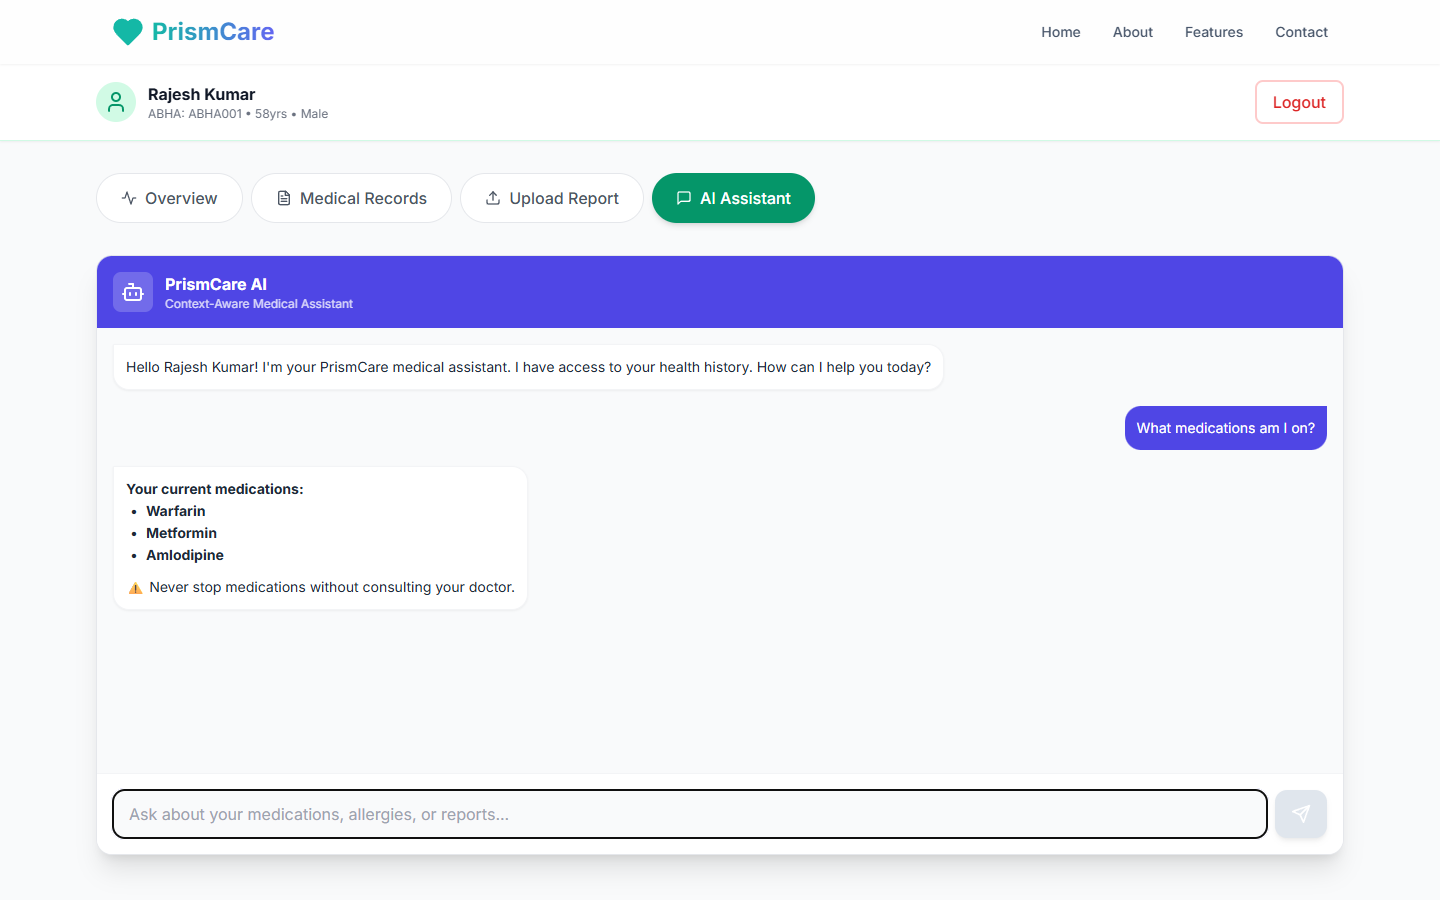 PrismCare
Home
About
Features
Contact
Rajesh Kumar
ABHA: ABHA001 • 58yrs • Male
Logout
Overview
Medical Records
Upload Report
AI Assistant
PrismCare AI
Context-Aware Medical Assistant
Hello Rajesh Kumar! I'm your PrismCare medical assistant. I have access to your health history. How can I help you today?
What medications am I on?
Your current medications:
• Warfarin
• Metformin
• Amlodipine
⚠️ Never stop medications without consulting your doctor.
Ask about your medications, allergies, or reports...